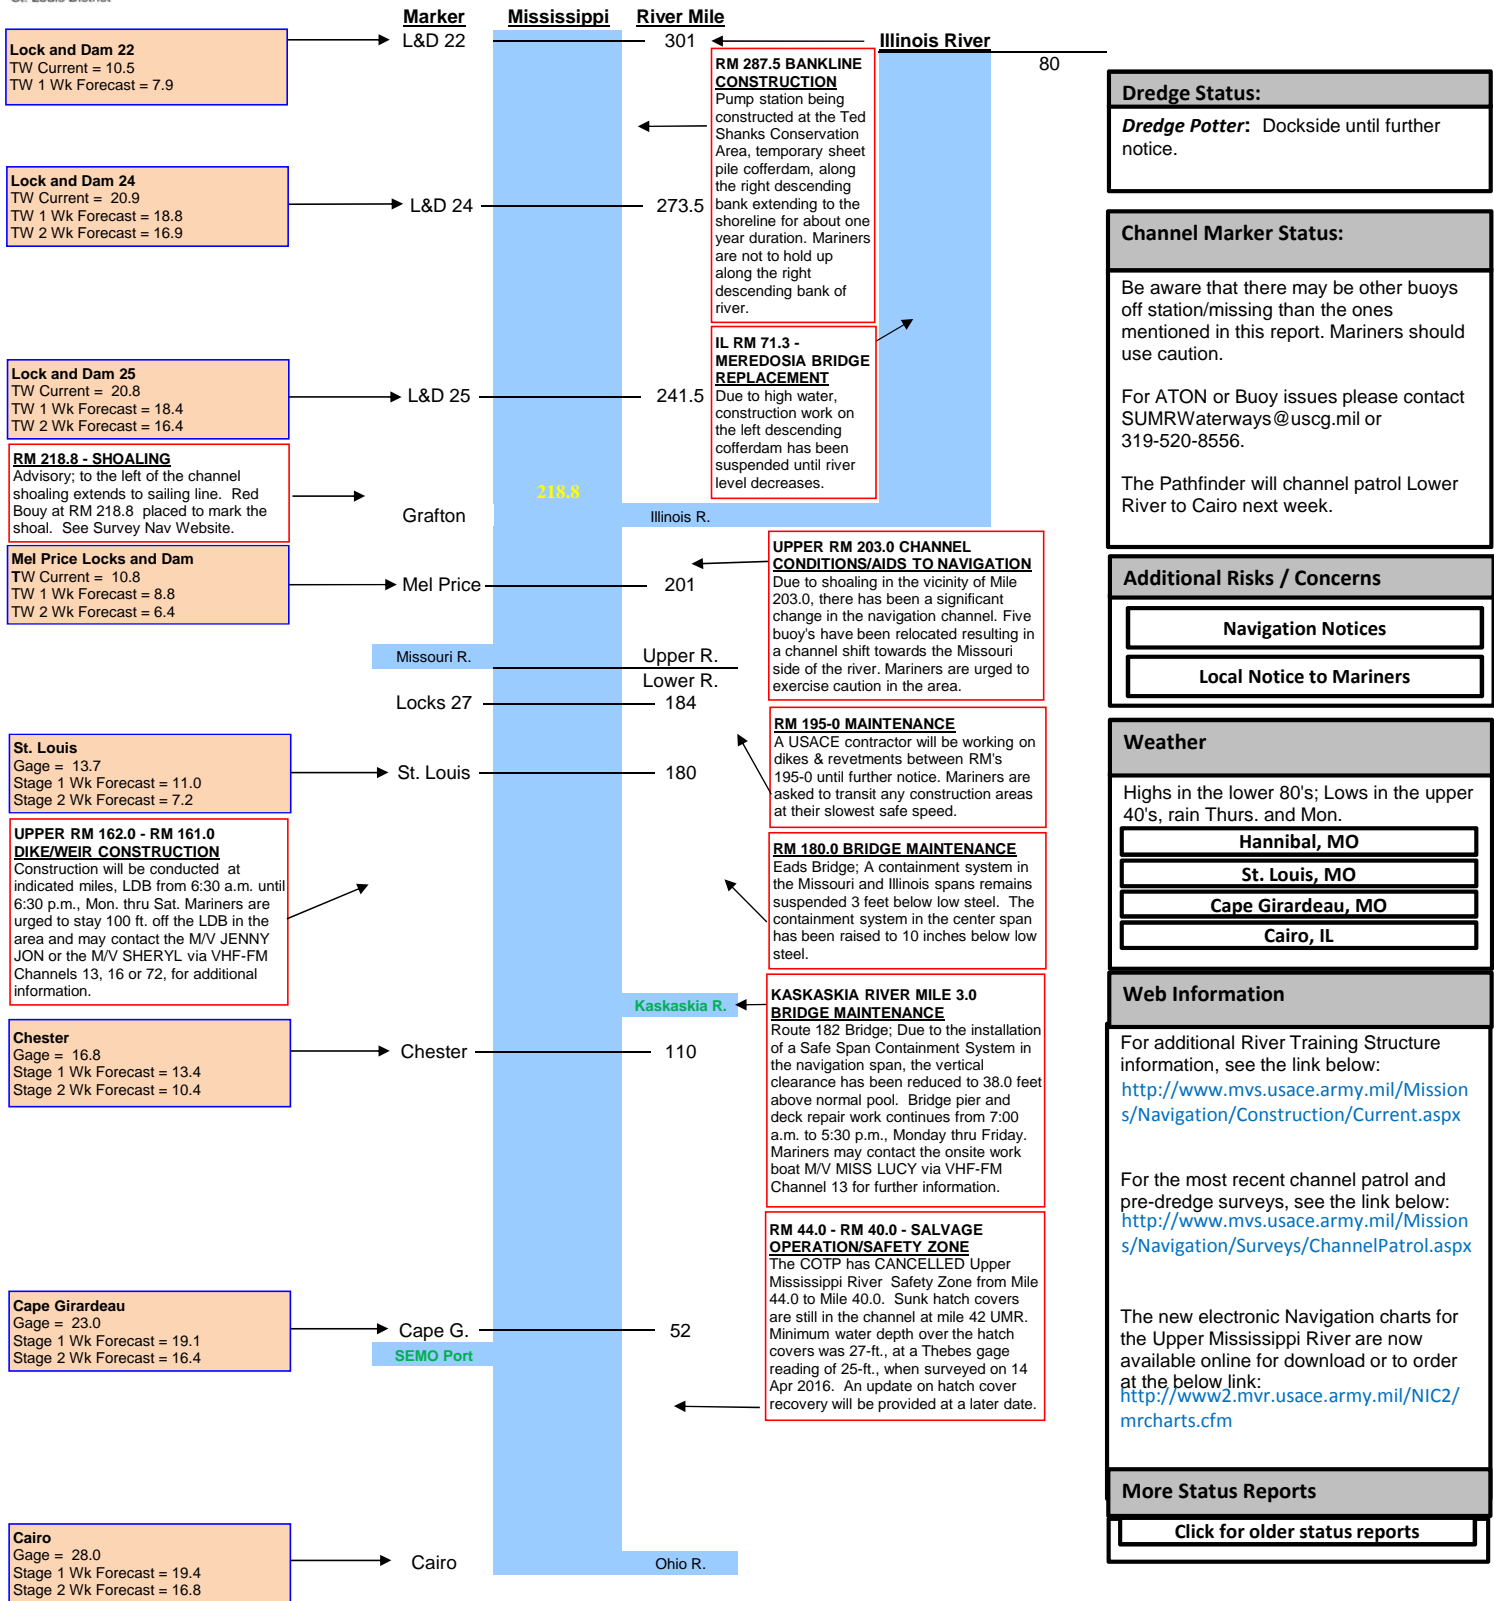 St. Louis District
Marker
Mississippi
River Mile
Lock and Dam 22
TW Current = 10.5
TW 1 Wk Forecast = 7.9
L&D 22
301
Illinois River
80
RM 287.5 BANKLINE
CONSTRUCTION
Pump station being
constructed at the Ted
Shanks Conservation
Area, temporary sheet
pile cofferdam, along
the right descending
bank extending to the
shoreline for about one
year duration. Mariners
are not to hold up
along the right
descending bank of
river.
Lock and Dam 24
TW Current =  20.9
TW 1 Wk Forecast = 18.8
TW 2 Wk Forecast = 16.9
L&D 24
273.5
IL RM 71.3 -
MEREDOSIA BRIDGE
REPLACEMENT
Due to high water,
construction work on
the left descending
cofferdam has been
suspended until river
level decreases.
Lock and Dam 25
TW Current =  20.8
TW 1 Wk Forecast = 18.4
TW 2 Wk Forecast = 16.4
L&D 25
241.5
RM 218.8 - SHOALING
Advisory; to the left of the channel
shoaling extends to sailing line.  Red
Bouy at RM 218.8  placed to mark the
shoal.  See Survey Nav Website.
218.8
Grafton
Illinois R.
Mel Price Locks and Dam
TW Current =  10.8
TW 1 Wk Forecast = 8.8
TW 2 Wk Forecast = 6.4
Mel Price
201
UPPER RM 203.0 CHANNEL
CONDITIONS/AIDS TO NAVIGATION
Due to shoaling in the vicinity of Mile
203.0, there has been a significant
change in the navigation channel. Five
buoy's have been relocated resulting in
a channel shift towards the Missouri
side of the river. Mariners are urged to
exercise caution in the area.
Missouri R.
Upper R.
Lower R.
Locks 27
184
RM 195-0 MAINTENANCE
A USACE contractor will be working on
dikes & revetments between RM's
195-0 until further notice. Mariners are
asked to transit any construction areas
at their slowest safe speed.
St. Louis
Gage =  13.7
Stage 1 Wk Forecast = 11.0
Stage 2 Wk Forecast = 7.2
St. Louis
180
UPPER RM 162.0 - RM 161.0
DIKE/WEIR CONSTRUCTION
Construction will be conducted  at
indicated miles, LDB from 6:30 a.m. until
6:30 p.m., Mon. thru Sat. Mariners are
urged to stay 100 ft. off the LDB in the
area and may contact the M/V JENNY
JON or the M/V SHERYL via VHF-FM
Channels 13, 16 or 72, for additional
information.
RM 180.0 BRIDGE MAINTENANCE
Eads Bridge; A containment system in
the Missouri and Illinois spans remains
suspended 3 feet below low steel.  The
containment system in the center span
has been raised to 10 inches below low
steel.
Kaskaskia R.
KASKASKIA RIVER MILE 3.0
BRIDGE MAINTENANCE
Route 182 Bridge; Due to the installation
of a Safe Span Containment System in
the navigation span, the vertical
clearance has been reduced to 38.0 feet
above normal pool.  Bridge pier and
deck repair work continues from 7:00
a.m. to 5:30 p.m., Monday thru Friday.
Mariners may contact the onsite work
boat M/V MISS LUCY via VHF-FM
Channel 13 for further information.
Chester
Gage =  16.8
Stage 1 Wk Forecast = 13.4
Stage 2 Wk Forecast = 10.4
Chester
110
RM 44.0 - RM 40.0 - SALVAGE
OPERATION/SAFETY ZONE
The COTP has CANCELLED Upper
Mississippi River  Safety Zone from Mile
44.0 to Mile 40.0.  Sunk hatch covers
are still in the channel at mile 42 UMR.
Minimum water depth over the hatch
covers was 27-ft., at a Thebes gage
reading of 25-ft., when surveyed on 14
Apr 2016.  An update on hatch cover
recovery will be provided at a later date.
Cape Girardeau
Gage =  23.0
Stage 1 Wk Forecast = 19.1
Stage 2 Wk Forecast = 16.4
Cape G.
52
SEMO Port
Cairo
Gage =  28.0
Stage 1 Wk Forecast = 19.4
Stage 2 Wk Forecast = 16.8
Cairo
Ohio R.
Dredge Status:
Dredge Potter:  Dockside until further
notice.
Channel Marker Status:
Be aware that there may be other buoys
off station/missing than the ones
mentioned in this report. Mariners should
use caution.
For ATON or Buoy issues please contact
SUMRWaterways@uscg.mil or
319-520-8556.
The Pathfinder will channel patrol Lower
River to Cairo next week.
Additional Risks / Concerns
Navigation Notices
Local Notice to Mariners
Weather
Highs in the lower 80's; Lows in the upper
40's, rain Thurs. and Mon.
Hannibal, MO
St. Louis, MO
Cape Girardeau, MO
Cairo, IL
Web Information
For additional River Training Structure
information, see the link below:
http://www.mvs.usace.army.mil/Mission
s/Navigation/Construction/Current.aspx
For the most recent channel patrol and
pre-dredge surveys, see the link below:
http://www.mvs.usace.army.mil/Mission
s/Navigation/Surveys/ChannelPatrol.aspx
The new electronic Navigation charts for
the Upper Mississippi River are now
available online for download or to order
at the below link:
http://www2.mvr.usace.army.mil/NIC2/
mrcharts.cfm
More Status Reports
Click for older status reports